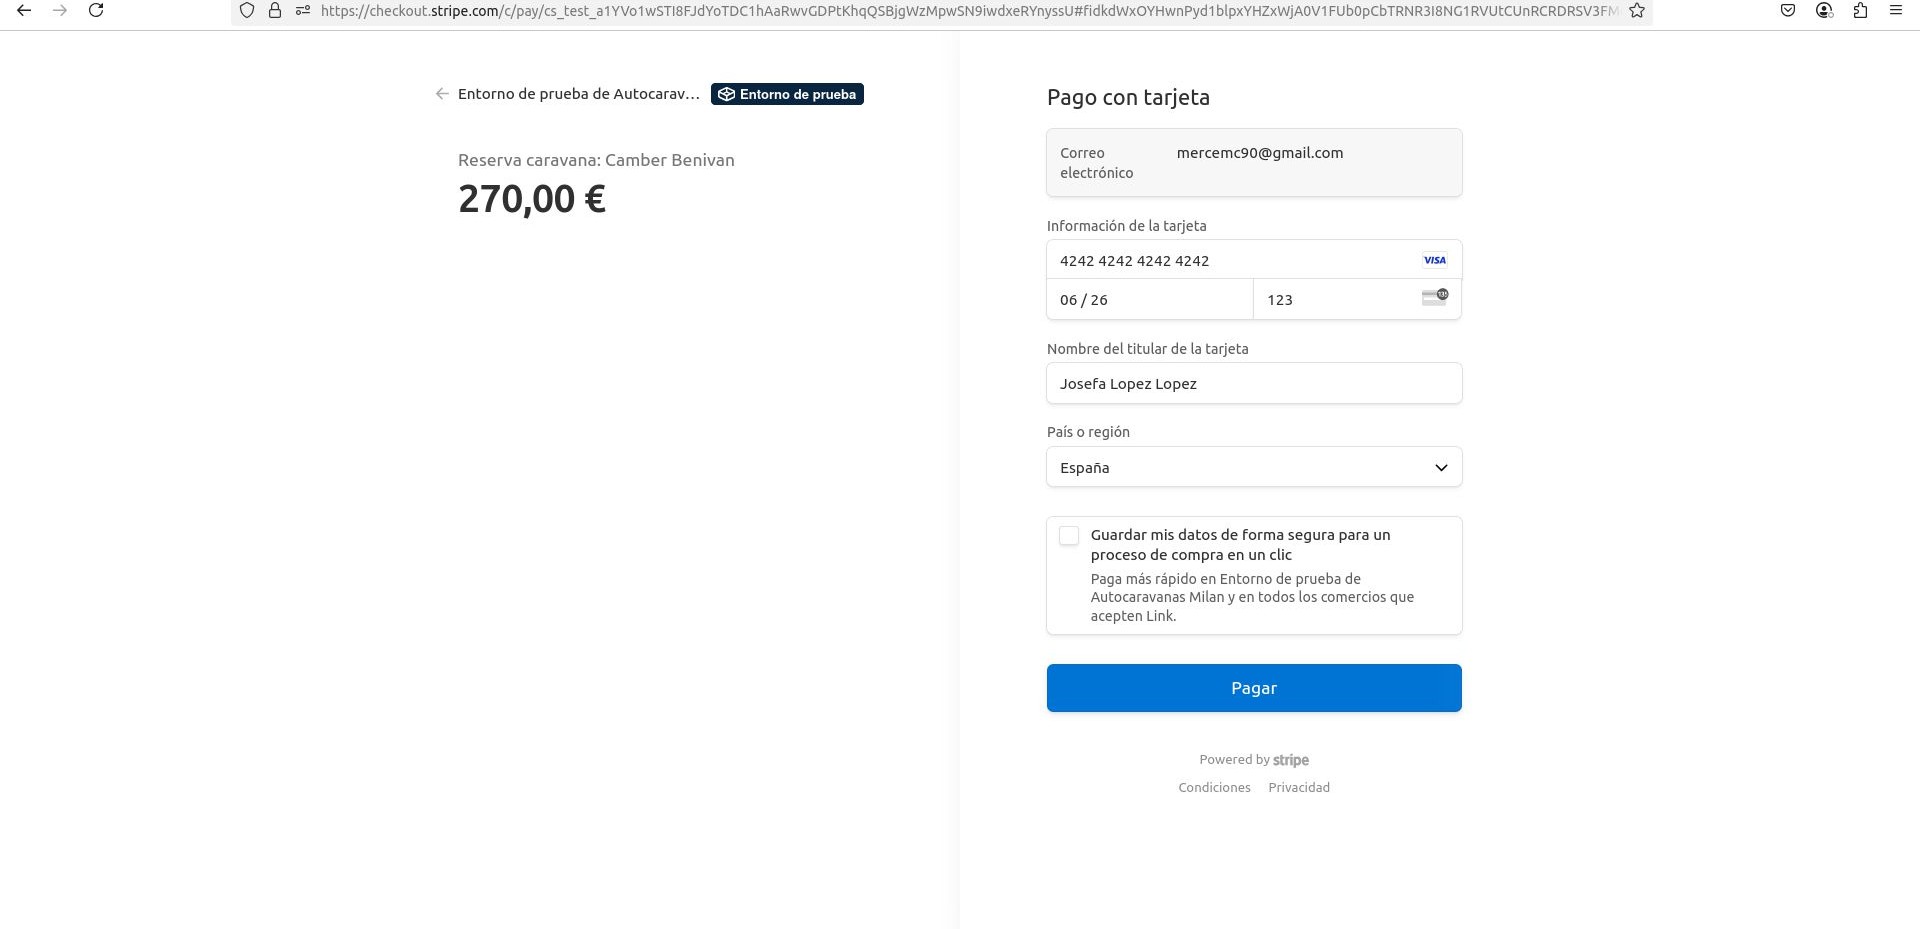 https://checkout.stripe.com/c/pay/cs_test_a1YVo1wSTI8FJdYoTDC1hAaRwvGDPtKhqQSBjgWzMpwSN9iwdxeRYnyssU#fidkdWxOYHwnPyd1blpxYHZxWjA0V1FUb0pCbTRNR3I8NG1RVUtCUnRCRDRSV3FM
Entorno de prueba de Autocarav...
Entorno de prueba
Reserva caravana: Camber Benivan
270,00 €
Pago con tarjeta
Correo electrónico
mercemc90@gmail.com
Información de la tarjeta
4242 4242 4242 4242
VISA
06 / 26
123
Nombre del titular de la tarjeta
Josefa Lopez Lopez
País o región
España
Guardar mis datos de forma segura para un
proceso de compra en un clic
Paga más rápido en Entorno de prueba de
Autocaravanas Milan y en todos los comercios que
acepten Link.
Pagar
Powered by stripe
Condiciones Privacidad